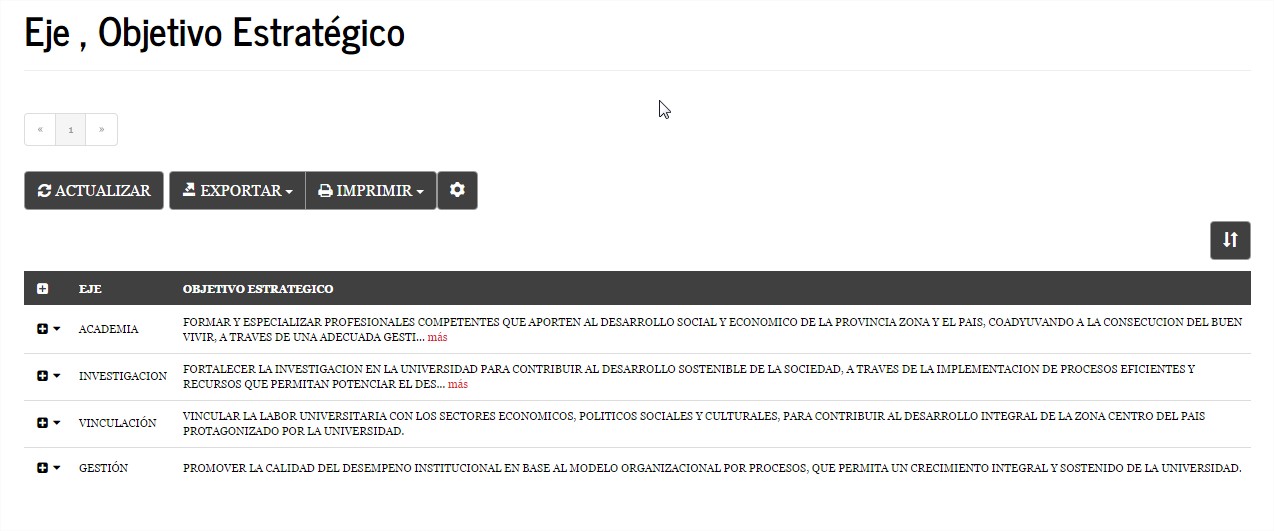 Eje , Objetivo Estratégico
« 1 »
ACTUALIZAR EXPORTAR IMPRIMIR
EJE OBJETIVO ESTRATEGICO
ACADEMIA FORMAR Y ESPECIALIZAR PROFESIONALES COMPETENTES QUE APORTEN AL DESARROLLO SOCIAL Y ECONOMICO DE LA PROVINCIA ZONA Y EL PAIS, COADYUVANDO A LA CONSECUCION DEL BUEN
VIVIR, A TRAVES DE UNA ADECUADA GESTI... más
INVESTIGACION FORTALECER LA INVESTIGACION EN LA UNIVERSIDAD PARA CONTRIBUIR AL DESARROLLO SOSTENIBLE DE LA SOCIEDAD, A TRAVES DE LA IMPLEMENTACION DE PROCESOS EFICIENTES Y
RECURSOS QUE PERMITAN POTENCIAR EL DES... más
VINCULACIÓN VINCULAR LA LABOR UNIVERSITARIA CON LOS SECTORES ECONOMICOS, POLITICOS SOCIALES Y CULTURALES, PARA CONTRIBUIR AL DESARROLLO INTEGRAL DE LA ZONA CENTRO DEL PAIS
PROTAGONIZADO POR LA UNIVERSIDAD.
GESTIÓN PROMOVER LA CALIDAD DEL DESEMPENO INSTITUCIONAL EN BASE AL MODELO ORGANIZACIONAL POR PROCESOS, QUE PERMITA UN CRECIMIENTO INTEGRAL Y SOSTENIDO DE LA UNIVERSIDAD.